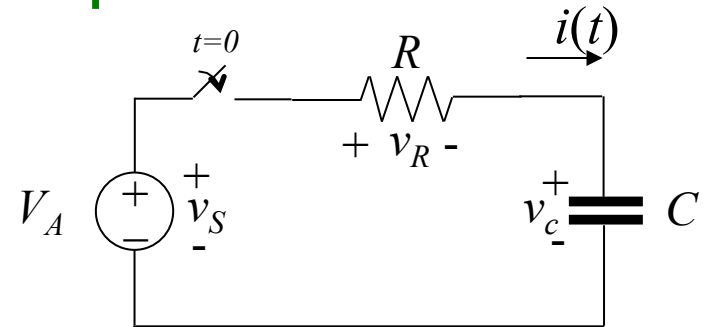 t=0
R
i(t)
+ v_R -
V_A
+
−
+
v_S
-
+
v_c
-
C